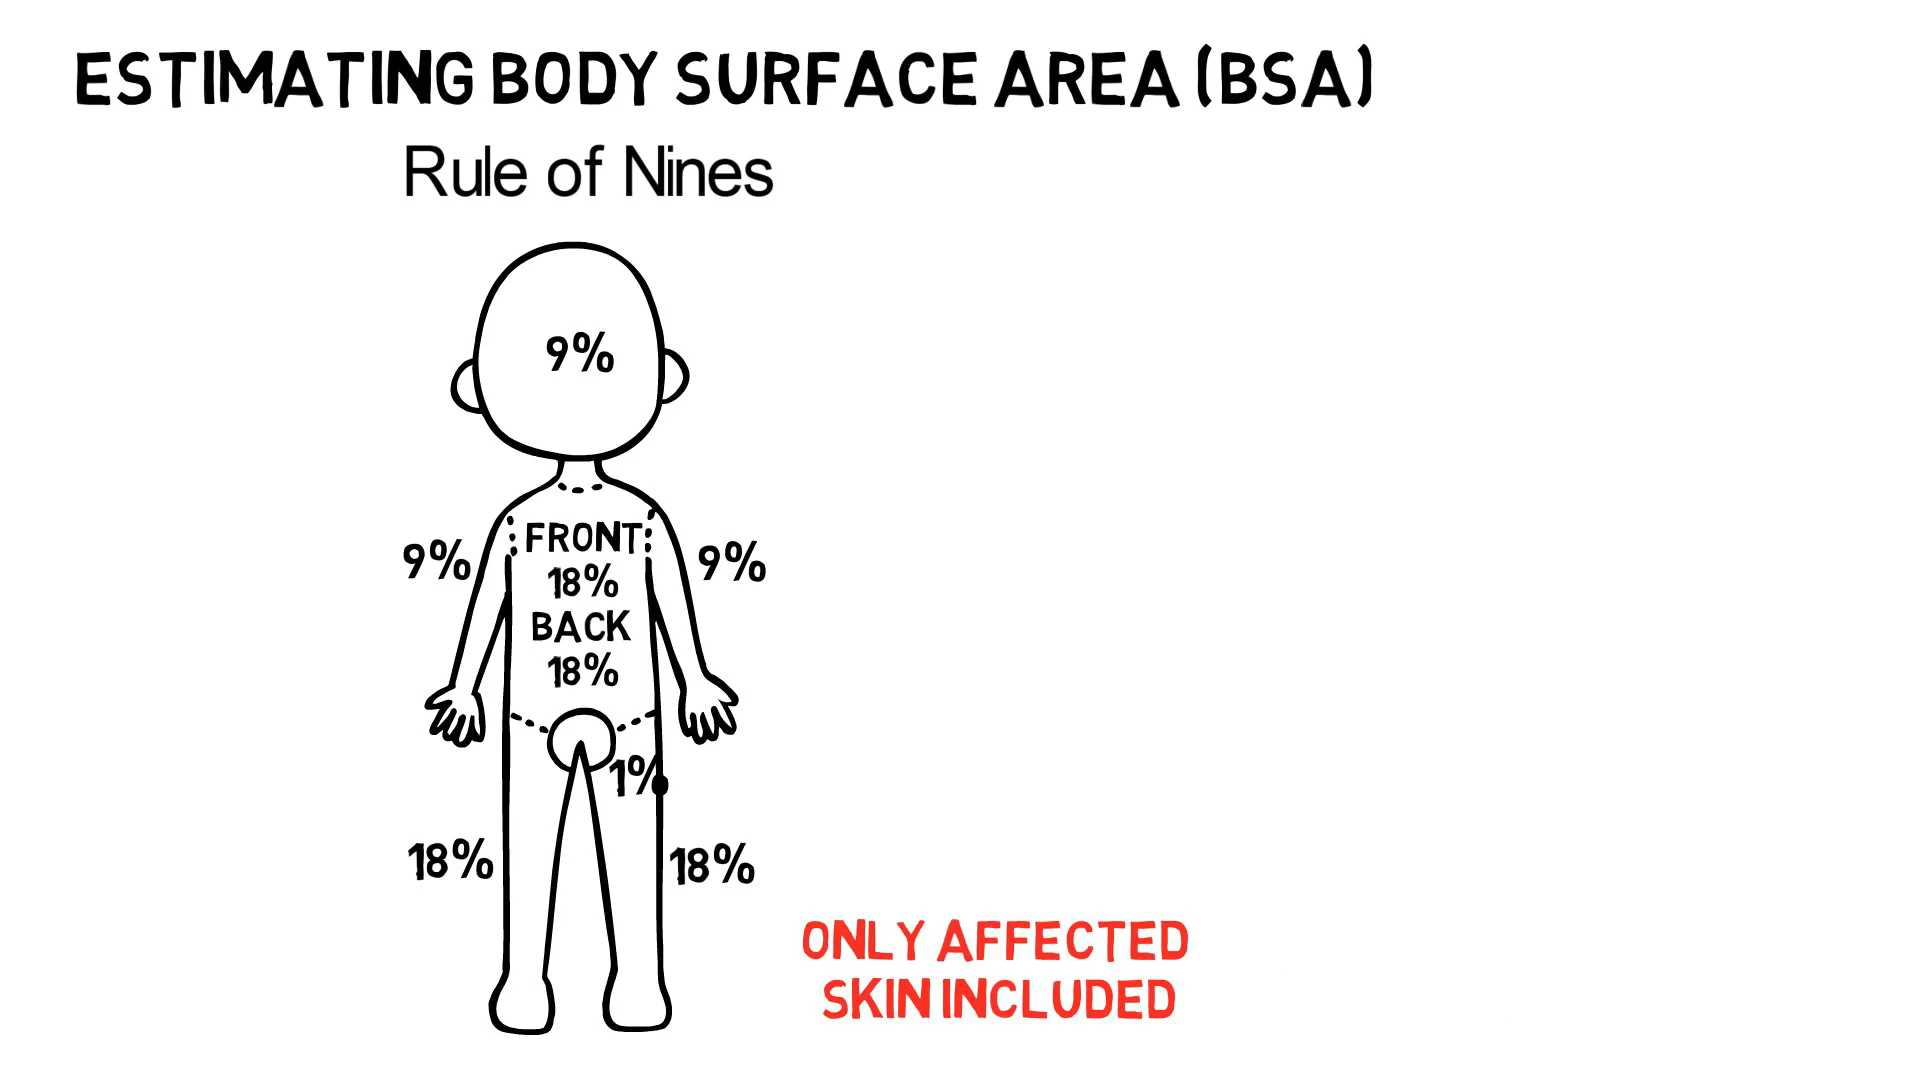 ESTIMATING BODY SURFACE AREA (BSA)
Rule of Nines
9%
FRONT
9%
9%
18%
BACK
18%
1%
18%
18%
ONLY AFFECTED
SKIN INCLUDED